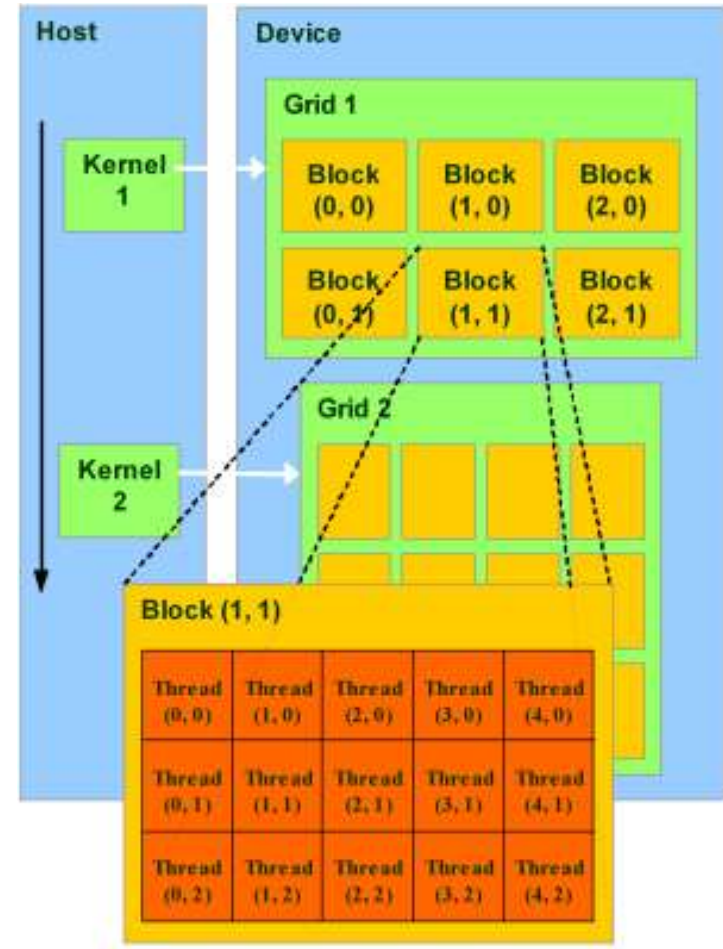 Host
Device
Grid 1
Kernel
1
Block
(0, 0)
Block
(1, 0)
Block
(2, 0)
Block
(0, 1)
Block
(1, 1)
Block
(2, 1)
Grid 2
Kernel
2
Block (1, 1)
Thread
(0, 0)
Thread
(1, 0)
Thread
(2, 0)
Thread
(3, 0)
Thread
(4, 0)
Thread
(0, 1)
Thread
(1, 1)
Thread
(2, 1)
Thread
(3, 1)
Thread
(4, 1)
Thread
(0, 2)
Thread
(1, 2)
Thread
(2, 2)
Thread
(3, 2)
Thread
(4, 2)